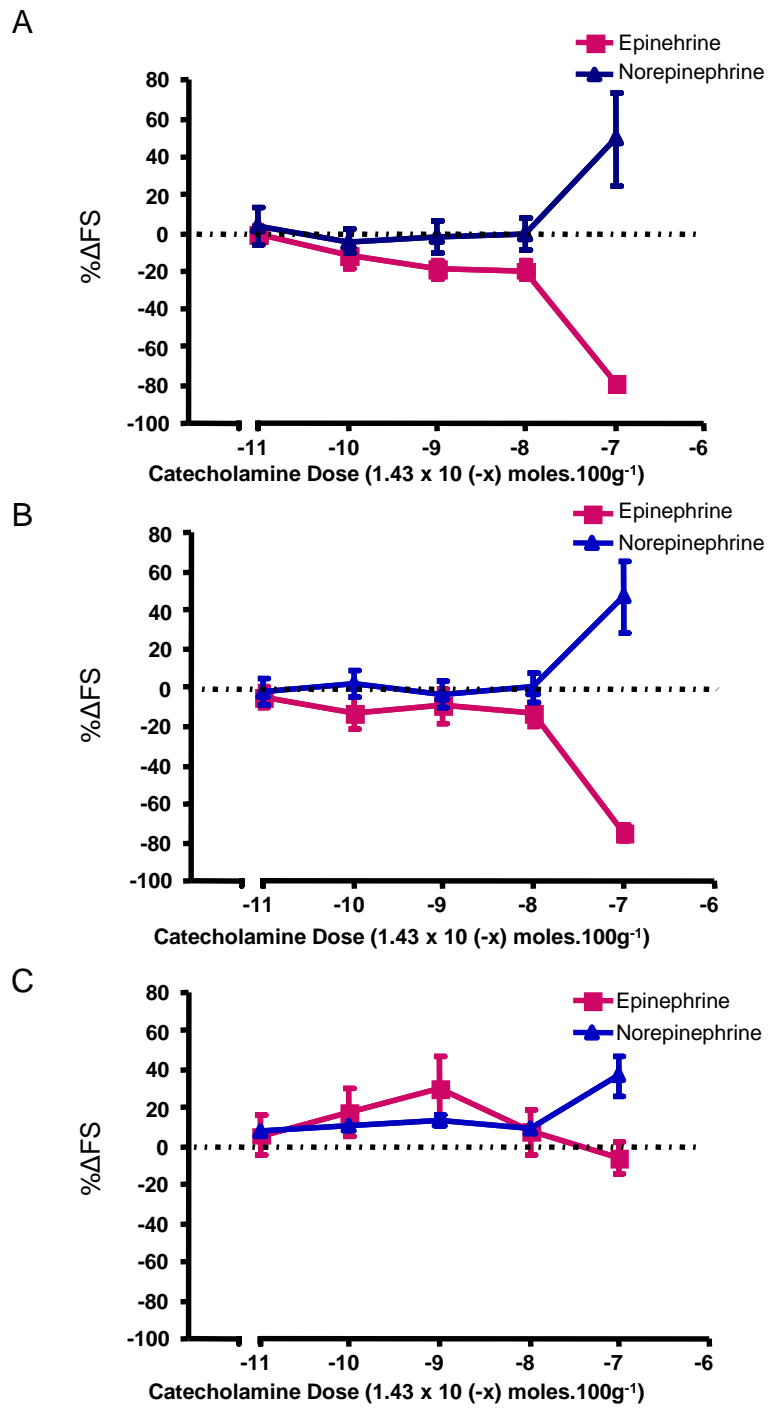 A
Epinehrine
Norepinephrine
80
60
40
20
0
-20
-40
-60
-80
-100
%ΔFS
-11 -10 -9 -8 -7 -6
Catecholamine Dose (1.43 x 10 (-x) moles.100g⁻¹)
B
Epinephrine
Norepinephrine
80
60
40
20
0
-20
-40
-60
-80
-100
%ΔFS
-11 -10 -9 -8 -7 -6
Catecholamine Dose (1.43 x 10 (-x) moles.100g⁻¹)
C
Epinephrine
Norepinephrine
80
60
40
20
0
-20
-40
-60
-80
-100
%ΔFS
-11 -10 -9 -8 -7 -6
Catecholamine Dose (1.43 x 10 (-x) moles.100g⁻¹)